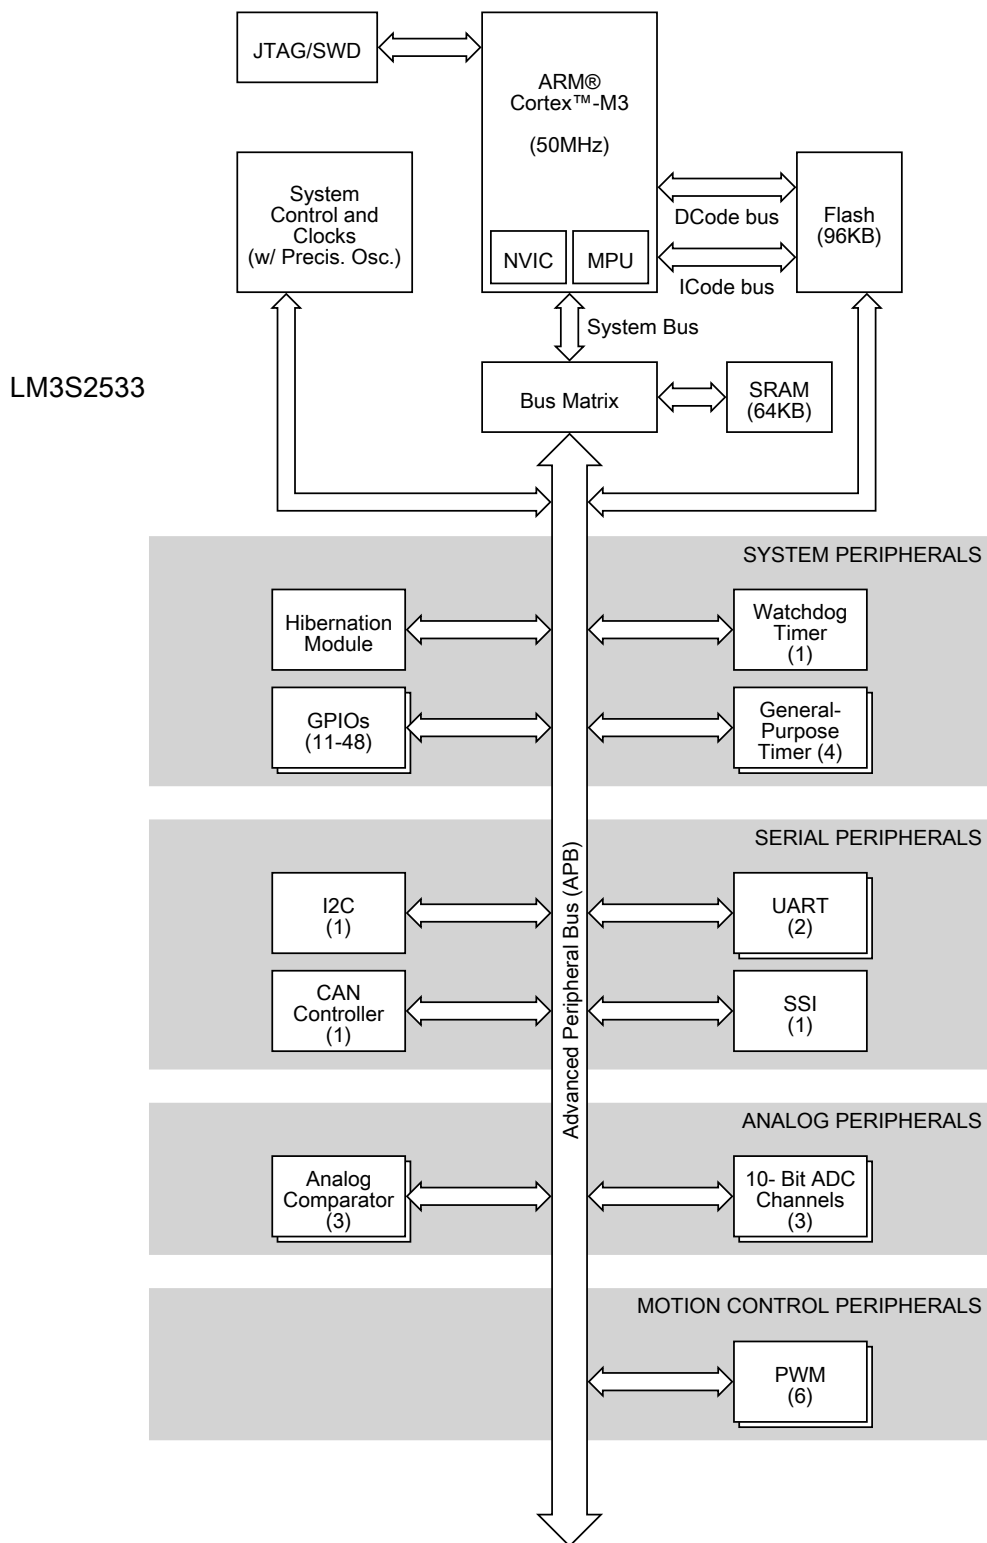 JTAG/SWD
ARM®
Cortex™-M3
(50MHz)
NVIC
MPU
System
Control and
Clocks
(w/ Precis. Osc.)
DCode bus
ICode bus
Flash
(96KB)
System Bus
LM3S2533
Bus Matrix
SRAM
(64KB)
SYSTEM PERIPHERALS
Hibernation
Module
Watchdog
Timer
(1)
GPIOs
(11-48)
General-
Purpose
Timer (4)
Advanced Peripheral Bus (APB)
SERIAL PERIPHERALS
I2C
(1)
UART
(2)
CAN
Controller
(1)
SSI
(1)
ANALOG PERIPHERALS
Analog
Comparator
(3)
10- Bit ADC
Channels
(3)
MOTION CONTROL PERIPHERALS
PWM
(6)